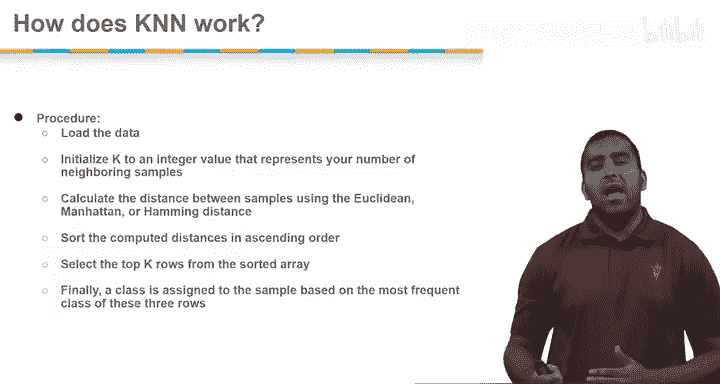 How does KNN work?
bilibili
● Procedure:
○ Load the data
○ Initialize K to an integer value that represents your number of
neighboring samples
○ Calculate the distance between samples using the Euclidean,
Manhattan, or Hamming distance
○ Sort the computed distances in ascending order
○ Select the top K rows from the sorted array
○ Finally, a class is assigned to the sample based on the most frequent
class of these three rows